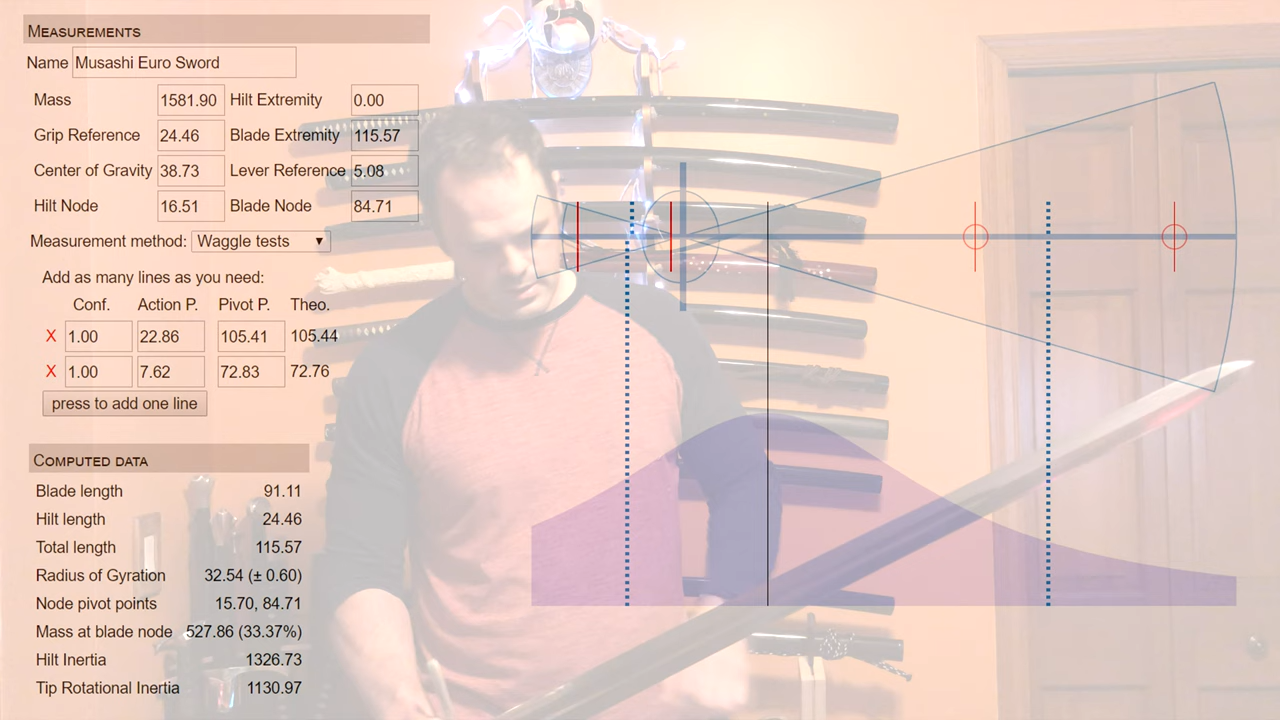 MEASUREMENTS
Name Musashi Euro Sword
Mass 1581.90 Hilt Extremity 0.00
Grip Reference 24.46 Blade Extremity 115.57
Center of Gravity 38.73 Lever Reference 5.08
Hilt Node 16.51 Blade Node 84.71
Measurement method: Waggle tests ▼
Add as many lines as you need:
Conf. Action P. Pivot P. Theo.
X 1.00 22.86 105.41 105.44
X 1.00 7.62 72.83 72.76
press to add one line
COMPUTED DATA
Blade length 91.11
Hilt length 24.46
Total length 115.57
Radius of Gyration 32.54 (± 0.60)
Node pivot points 15.70, 84.71
Mass at blade node 527.86 (33.37%)
Hilt Inertia 1326.73
Tip Rotational Inertia 1130.97